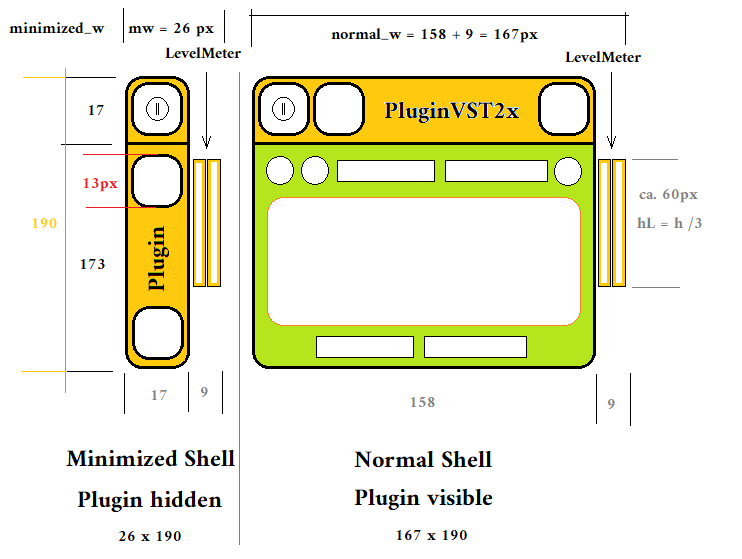 minimized_w
mw = 26 px
normal_w = 158 + 9 = 167px
LevelMeter
LevelMeter
17
PluginVST2x
13px
190
173
Plugin
ca. 60px
hL = h /3
17
9
158
9
Minimized Shell
Plugin hidden
26 x 190
Normal Shell
Plugin visible
167 x 190